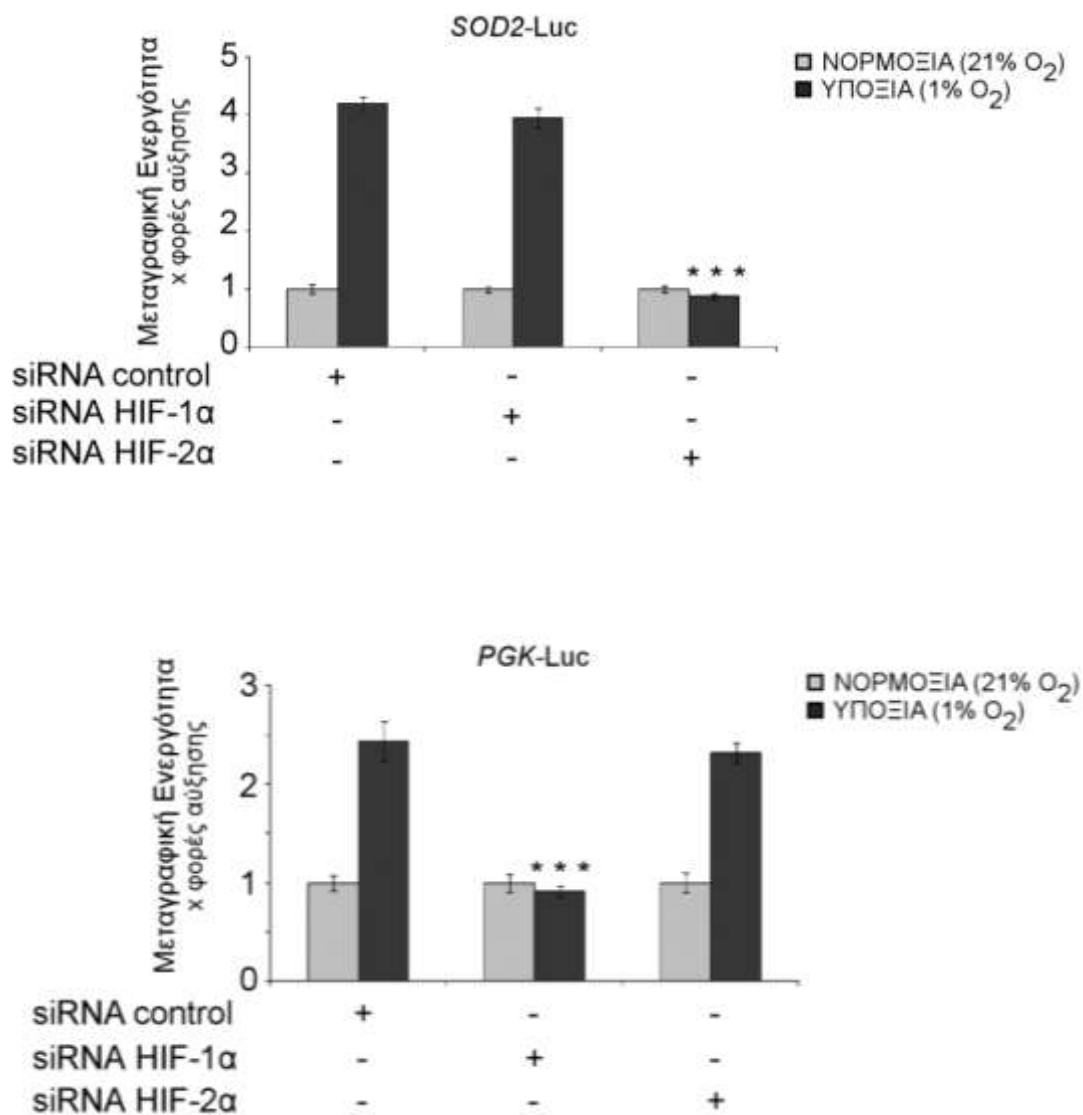 SOD2-Luc
ΝΟΡΜΟΞΙΑ (21% O2)
ΥΠΟΞΙΑ (1% O2)
Μεταγραφική Ενεργότητα
x φορές αύξησης
5
4
3
2
1
0
* * *
siRNA control + - -
siRNA HIF-1α - + -
siRNA HIF-2α - - +
PGK-Luc
ΝΟΡΜΟΞΙΑ (21% O2)
ΥΠΟΞΙΑ (1% O2)
Μεταγραφική Ενεργότητα
x φορές αύξησης
3
2
1
0
* * *
siRNA control + - -
siRNA HIF-1α - + -
siRNA HIF-2α - - +